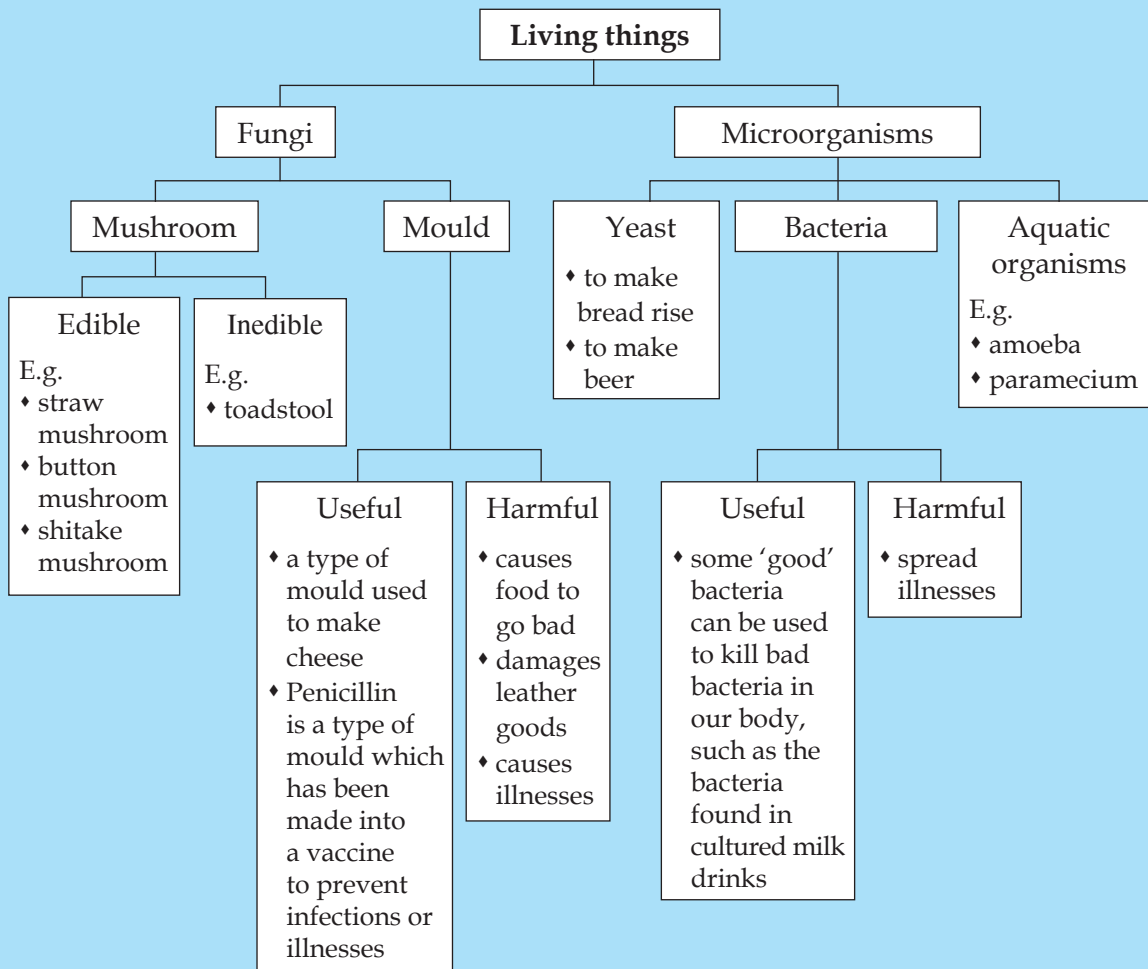 Living things
Fungi
Microorganisms
Mushroom
Mould
Yeast
♦ to make
bread rise
♦ to make
beer
Bacteria
Aquatic
organisms
E.g.
♦ amoeba
♦ paramecium
Edible
E.g.
♦ straw
mushroom
♦ button
mushroom
♦ shitake
mushroom
Inedible
E.g.
♦ toadstool
Useful
♦ a type of
mould used
to make
cheese
♦ Penicillin
is a type of
mould which
has been
made into
a vaccine
to prevent
infections or
illnesses
Harmful
♦ causes
food to
go bad
♦ damages
leather
goods
♦ causes
illnesses
Useful
♦ some ‘good’
bacteria
can be used
to kill bad
bacteria in
our body,
such as the
bacteria
found in
cultured milk
drinks
Harmful
♦ spread
illnesses